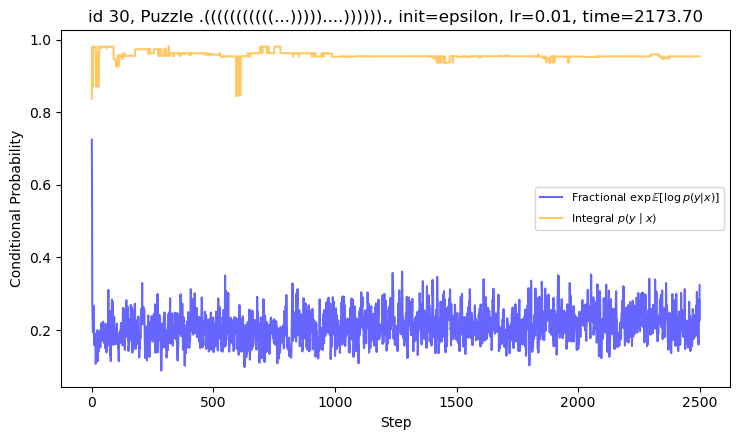 id 30, Puzzle .(((((((((((...)))))....))))))., init=epsilon, lr=0.01, time=2173.70
1.0
0.8
0.6
0.4
0.2
Conditional Probability
Fractional exp𝔼[log p(y|x)]
Integral p(y | x)
0
500
1000
1500
2000
2500
Step